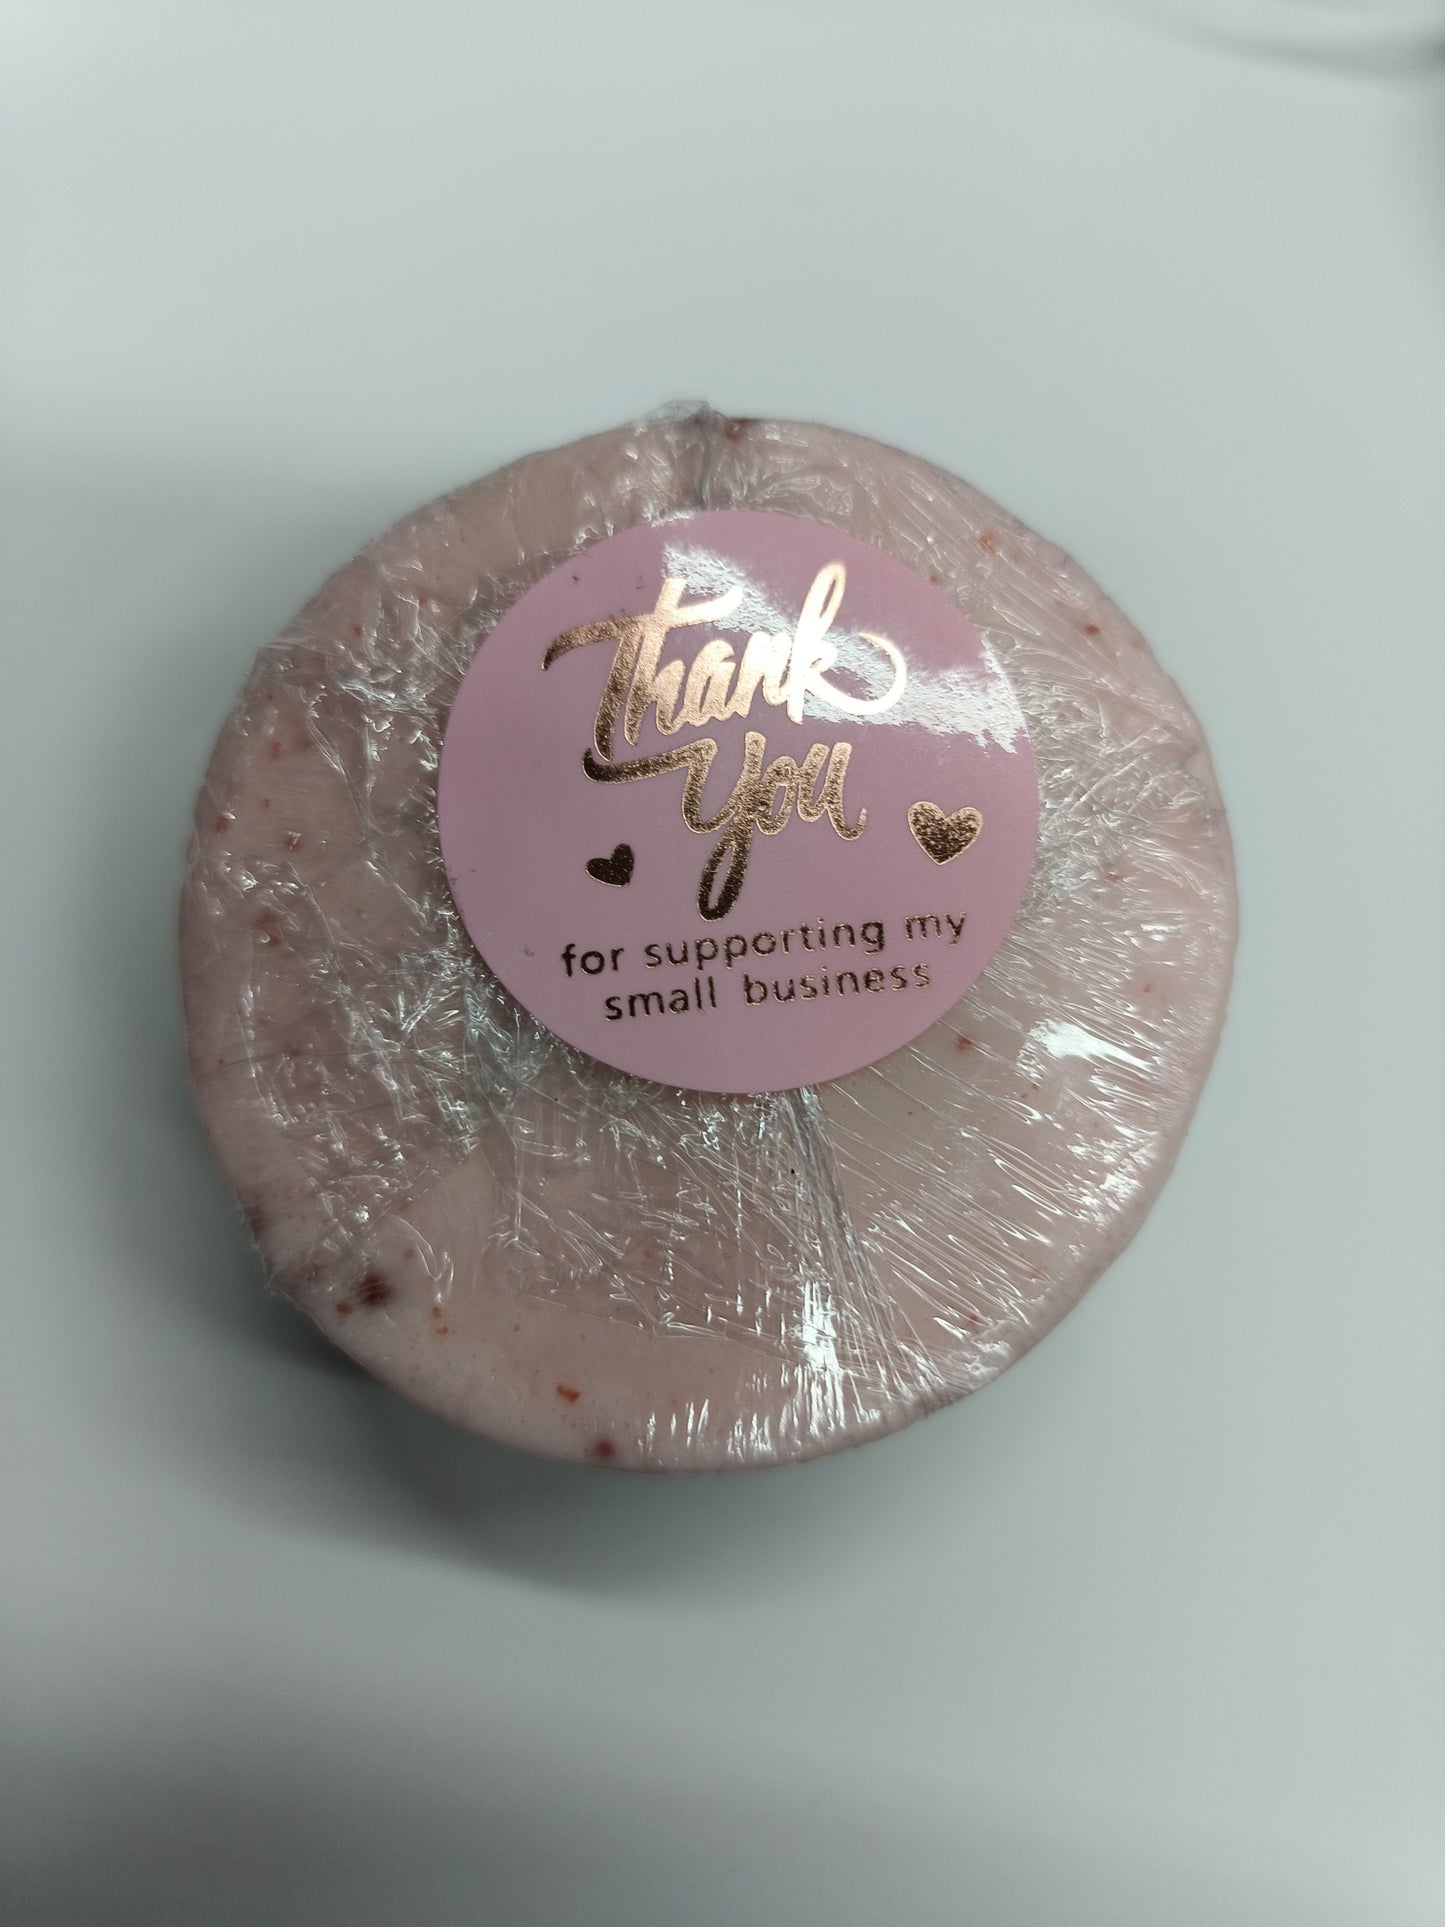 Thank
you
for supporting my
small business